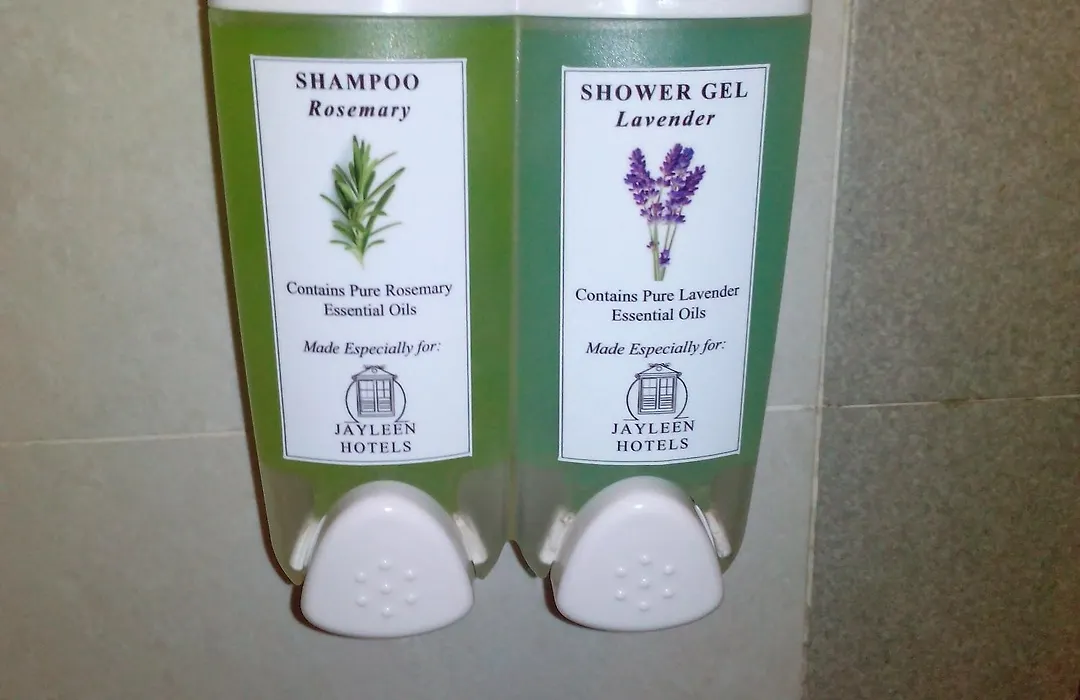 SHAMPOO
Rosemary
Contains Pure Rosemary
Essential Oils
Made Especially for:
JAYLEEN
HOTELS
SHOWER GEL
Lavender
Contains Pure Lavender
Essential Oils
Made Especially for:
JAYLEEN
HOTELS